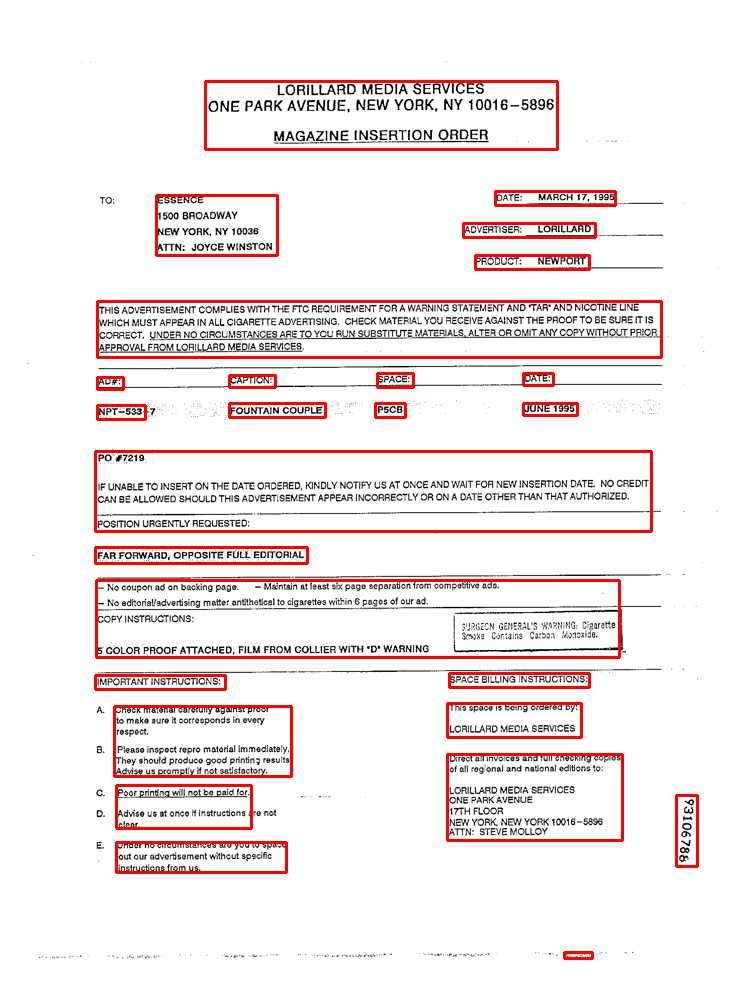 LORILLARD MEDIA SERVICES
ONE PARK AVENUE, NEW YORK, NY 10016-5896
MAGAZINE INSERTION ORDER
TO: ESSENCE
1500 BROADWAY
NEW YORK, NY 10036
ATTN: JOYCE WINSTON
DATE: MARCH 17, 1995
ADVERTISER: LORILLARD
PRODUCT: NEWPORT
THIS ADVERTISEMENT COMPLIES WITH THE FTC REQUIREMENT FOR A WARNING STATEMENT AND "TAR" AND NICOTINE LINE
WHICH MUST APPEAR IN ALL CIGARETTE ADVERTISING. CHECK MATERIAL YOU RECEIVE AGAINST THE PROOF TO BE SURE IT IS
CORRECT. UNDER NO CIRCUMSTANCES ARE TO YOU RUN SUBSTITUTE MATERIALS, ALTER OR OMIT ANY COPY WITHOUT PRIOR
APPROVAL FROM LORILLARD MEDIA SERVICES.
AD#: CAPTION: SPACE: DATE:
NPT-533-7 FOUNTAIN COUPLE P5CB JUNE 1995
PO #7219
IF UNABLE TO INSERT ON THE DATE ORDERED, KINDLY NOTIFY US AT ONCE AND WAIT FOR NEW INSERTION DATE. NO CREDIT
CAN BE ALLOWED SHOULD THIS ADVERTISEMENT APPEAR INCORRECTLY OR ON A DATE OTHER THAN THAT AUTHORIZED.
POSITION URGENTLY REQUESTED:
FAR FORWARD, OPPOSITE FULL EDITORIAL
- No coupon ad on backing page. - Maintain at least six page separation from competitive ads.
- No editorial/advertising matter antithetical to cigarettes within 6 pages of our ad.
COPY INSTRUCTIONS:
SURGEON GENERAL'S WARNING: Cigarette
Smoke Contains Carbon Monoxide.
5 COLOR PROOF ATTACHED, FILM FROM COLLIER WITH "D" WARNING
IMPORTANT INSTRUCTIONS:
A. Check material carefully against proof
to make sure it corresponds in every
respect.
B. Please inspect repro material immediately.
They should produce good printing results
Advise us promptly if not satisfactory.
C. Poor printing will not be paid for.
D. Advise us at once if instructions are not
clear.
E. Under no circumstances are you to space
out our advertisement without specific
instructions from us.
SPACE BILLING INSTRUCTIONS:
This space is being ordered by:
LORILLARD MEDIA SERVICES
Direct all invoices and full checking copies
of all regional and national editions to:
LORILLARD MEDIA SERVICES
ONE PARK AVENUE
17TH FLOOR
NEW YORK, NEW YORK 10016-5896
ATTN: STEVE MOLLOY
93106788